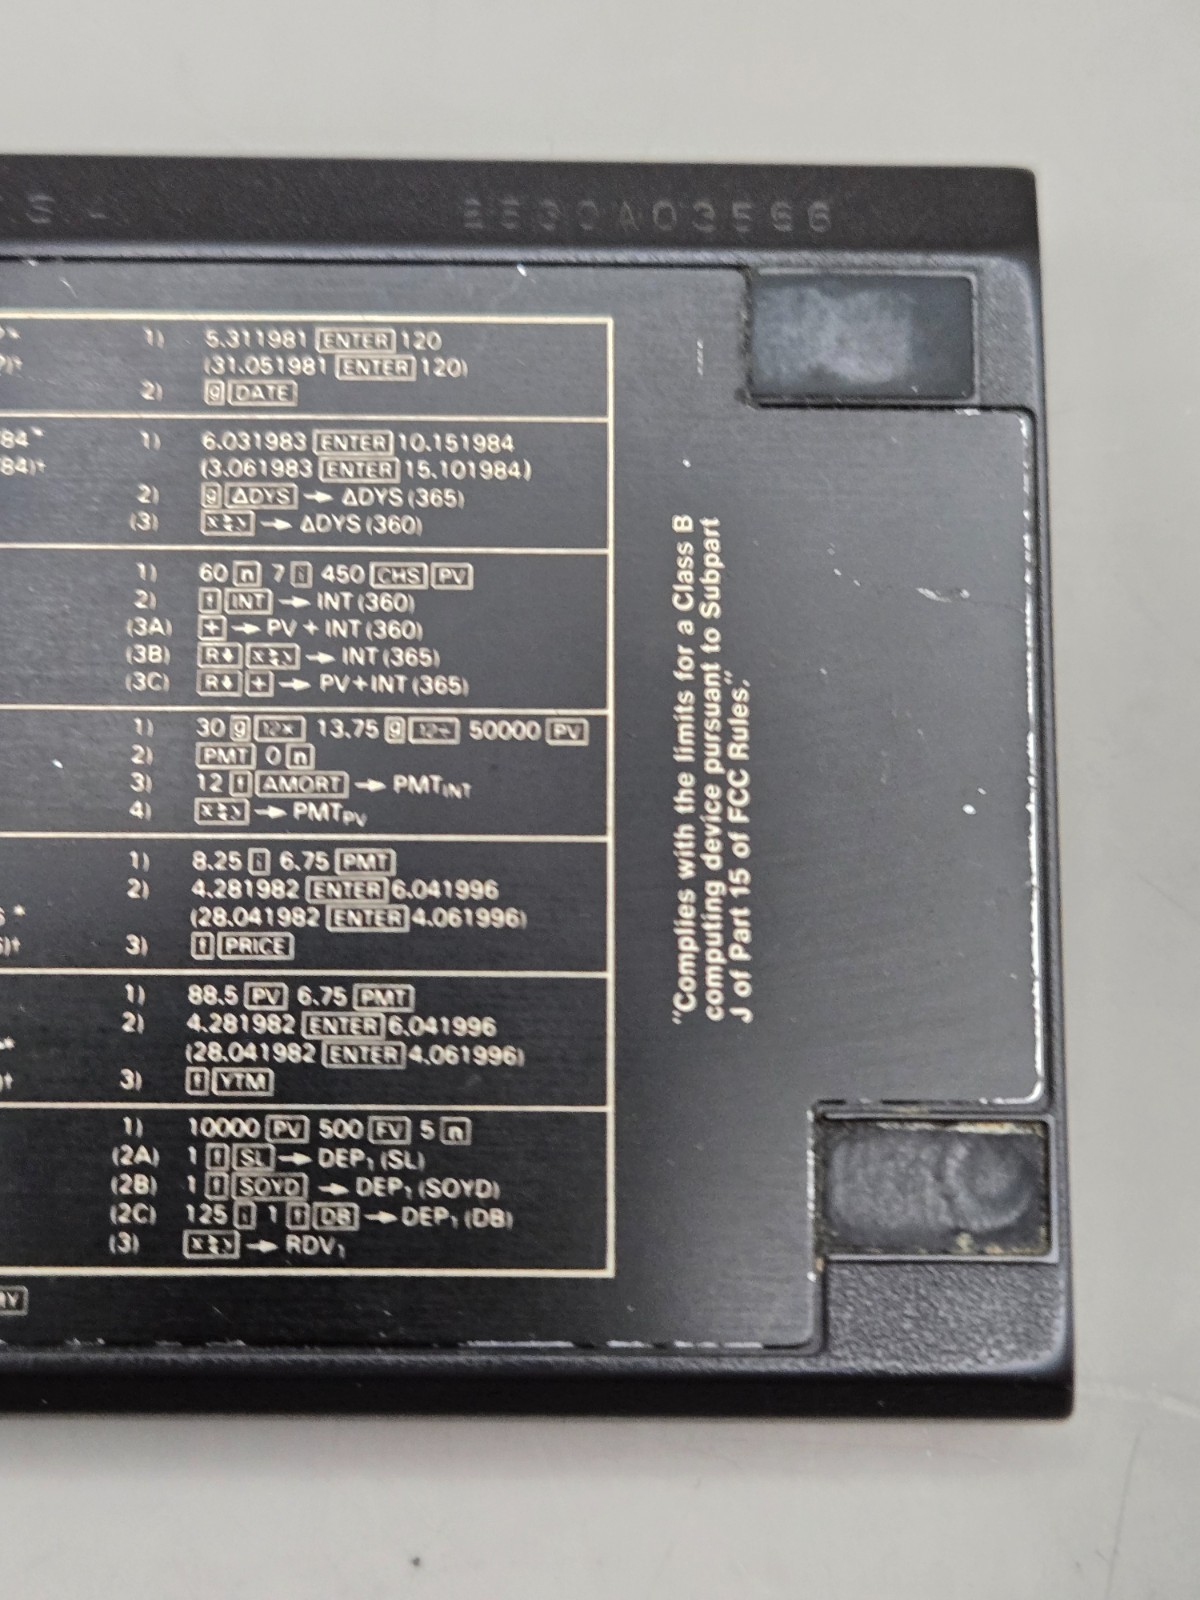 1) 5.311981 ENTER 120
(31.051981 ENTER 120)
2) g DATE
84* 1) 6.031983 ENTER 10.151984
84)† (3.061983 ENTER 15.101984)
2) g ΔDYS → ΔDYS (365)
(3) x≷y → ΔDYS (360)
1) 60 n 7 i 450 CHS PV
2) f INT → INT (360)
(3A) + → PV + INT (360)
(3B) R↓ x≷y → INT (365)
(3C) R↓ + → PV+INT (365)
1) 30 g 12× 13.75 g 12÷ 50000 PV
2) PMT 0 n
3) 12 f AMORT → PMTINT
4) x≷y → PMTPV
1) 8.25 i 6.75 PMT
2) 4.281982 ENTER 6.041996
(28.041982 ENTER 4.061996)
3) f PRICE
1) 88.5 PV 6.75 PMT
2) 4.281982 ENTER 6.041996
(28.041982 ENTER 4.061996)
3) f YTM
1) 10000 PV 500 FV 5 n
(2A) 1 f SL → DEP1 (SL)
(2B) 1 f SOYD → DEP1 (SOYD)
(2C) 125 i 1 f DB → DEP1 (DB)
(3) x≷y → RDV1
RY
"Complies with the limits for a Class B
computing device pursuant to Subpart
J of Part 15 of FCC Rules."